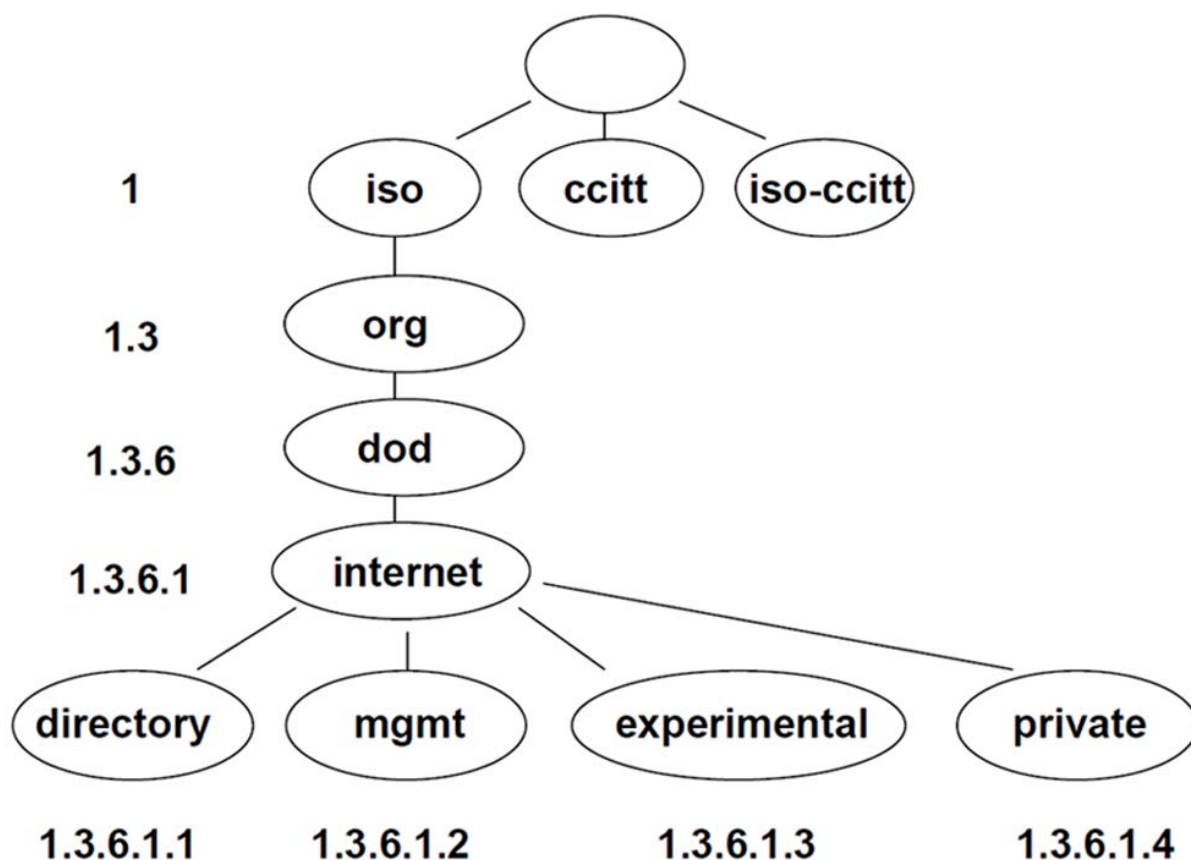 1 iso ccitt iso-ccitt
1.3 org
1.3.6 dod
1.3.6.1 internet
directory mgmt experimental private
1.3.6.1.1 1.3.6.1.2 1.3.6.1.3 1.3.6.1.4